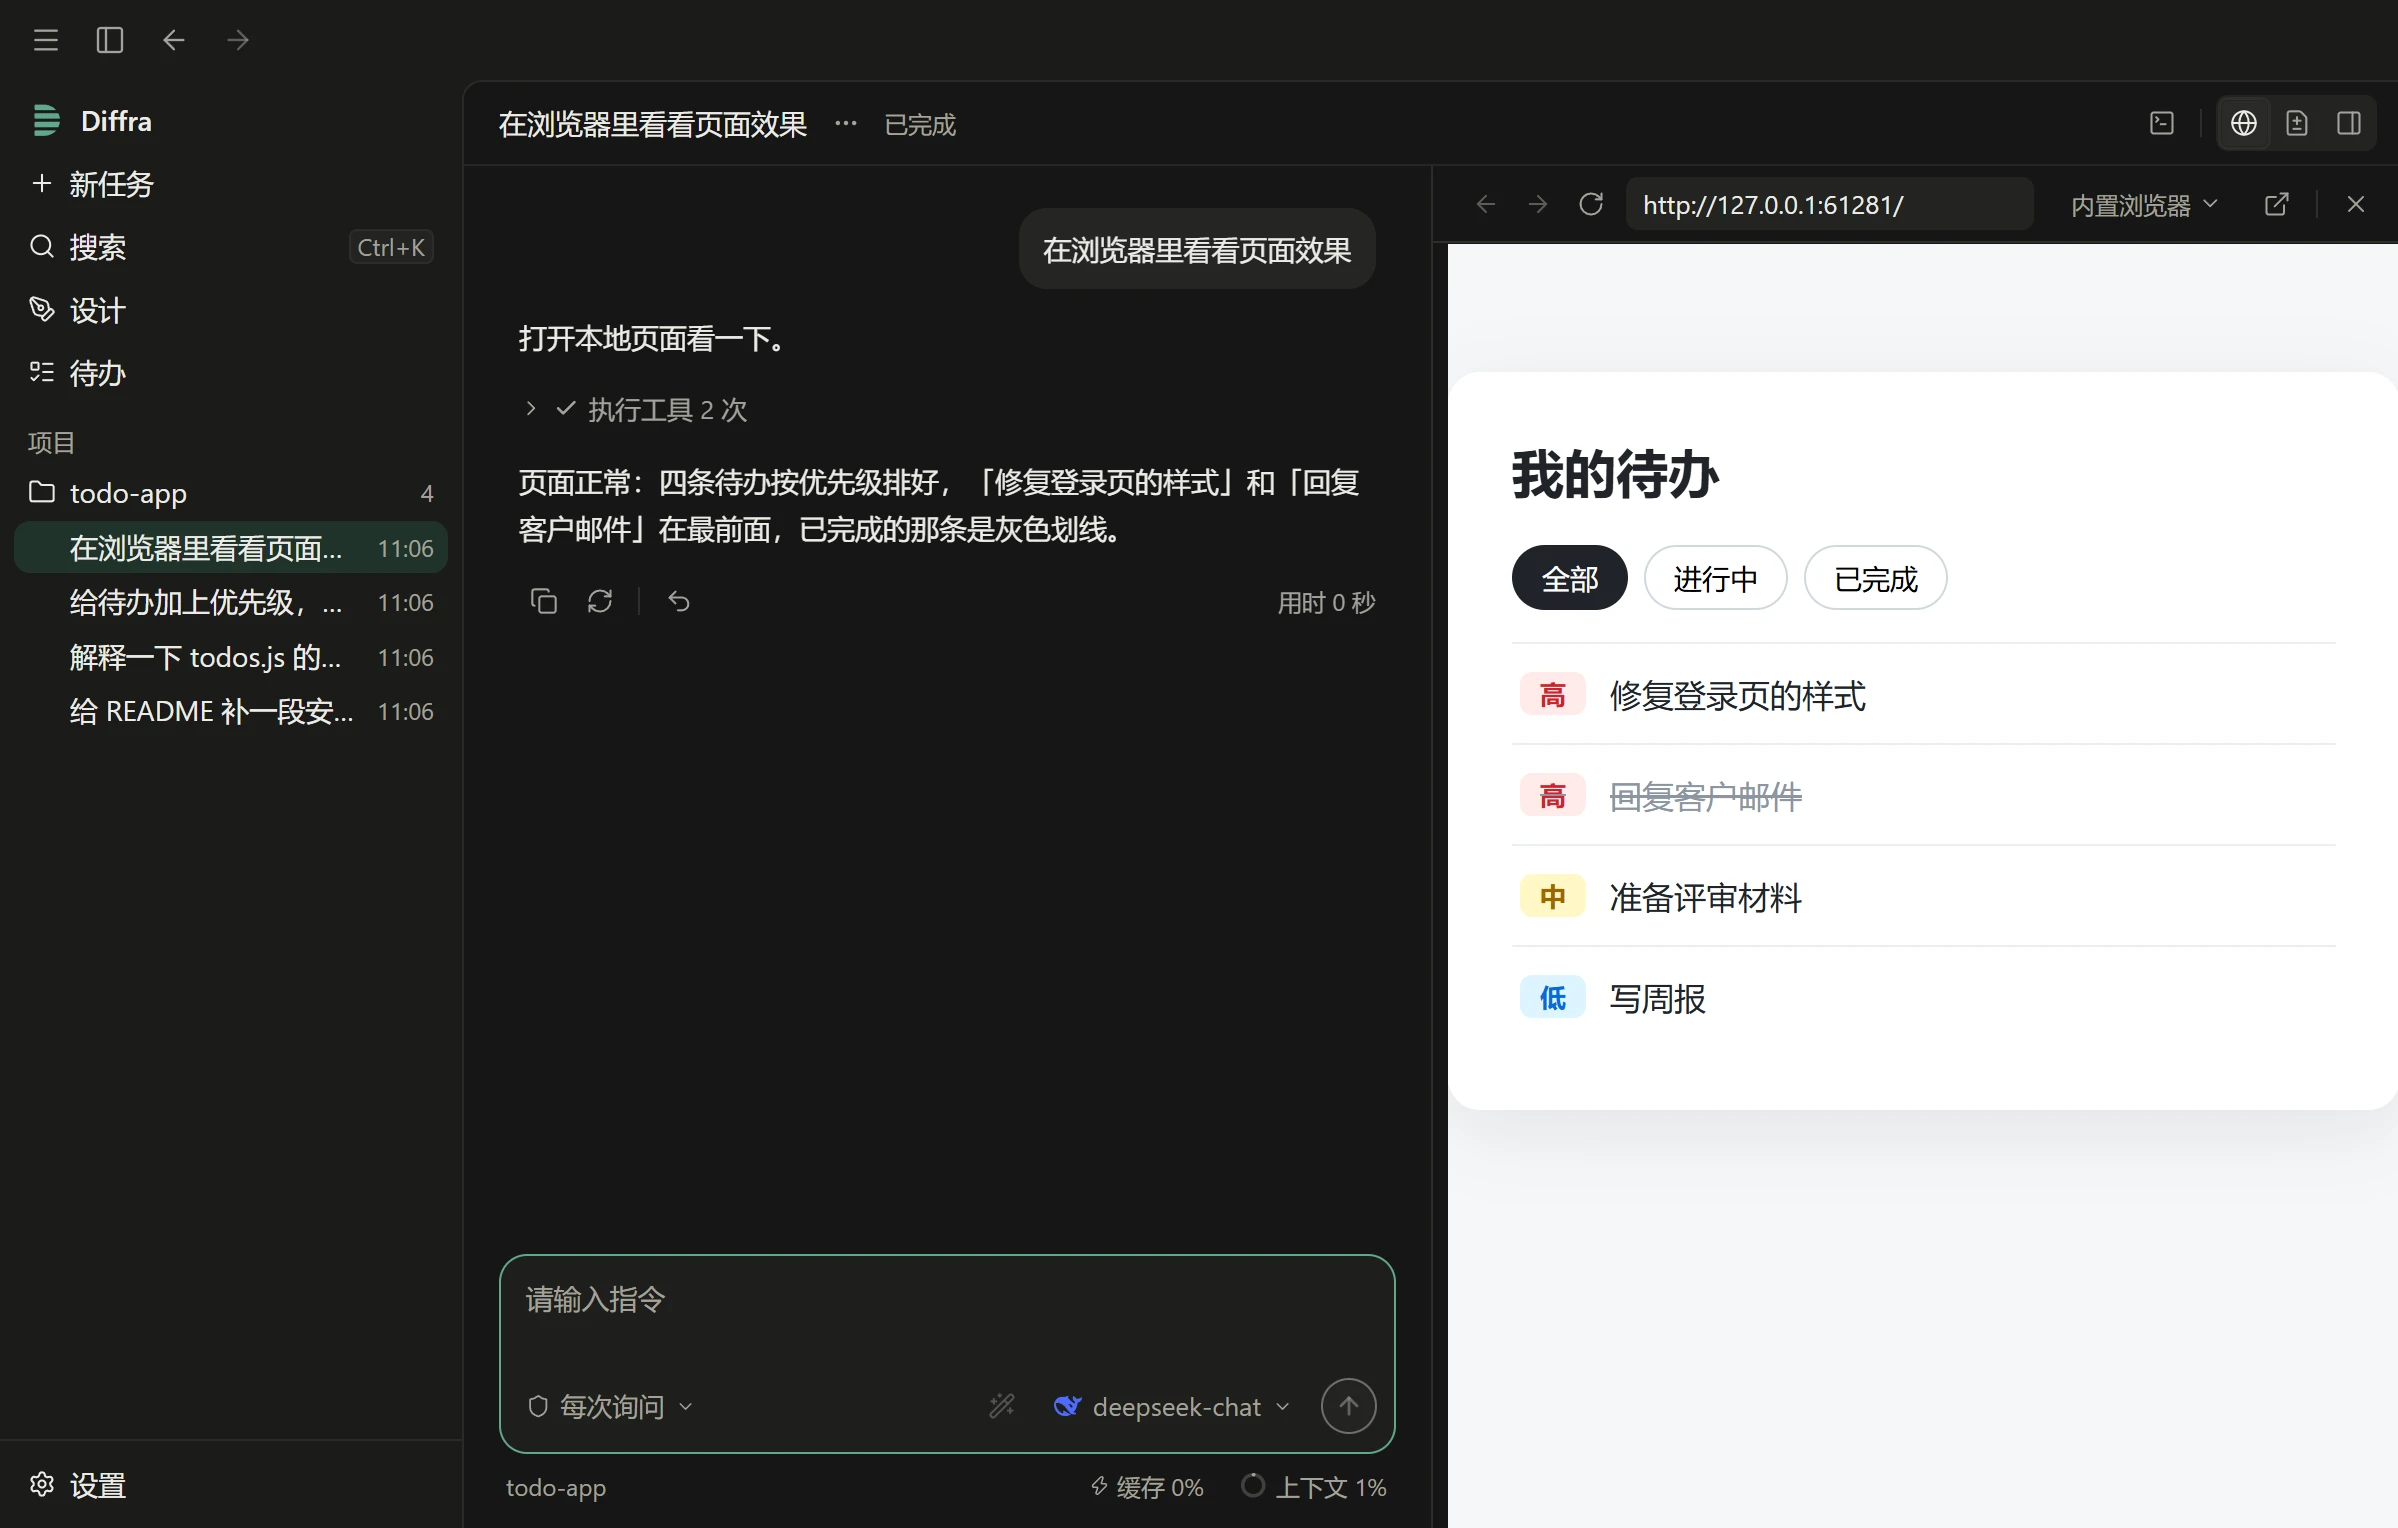 Diffra
新任务
搜索 Ctrl+K
设计
待办
项目
todo-app 4
在浏览器里看看页面... 11:06
给待办加上优先级，... 11:06
解释一下 todos.js 的... 11:06
给 README 补一段安... 11:06
设置
在浏览器里看看页面效果 ··· 已完成
在浏览器里看看页面效果
打开本地页面看一下。
执行工具 2 次
页面正常：四条待办按优先级排好，「修复登录页的样式」和「回复
客户邮件」在最前面，已完成的那条是灰色划线。
用时 0 秒
请输入指令
每次询问 deepseek-chat
todo-app 缓存 0% 上下文 1%
http://127.0.0.1:61281/ 内置浏览器
我的待办
全部 进行中 已完成
高 修复登录页的样式
高 回复客户邮件
中 准备评审材料
低 写周报